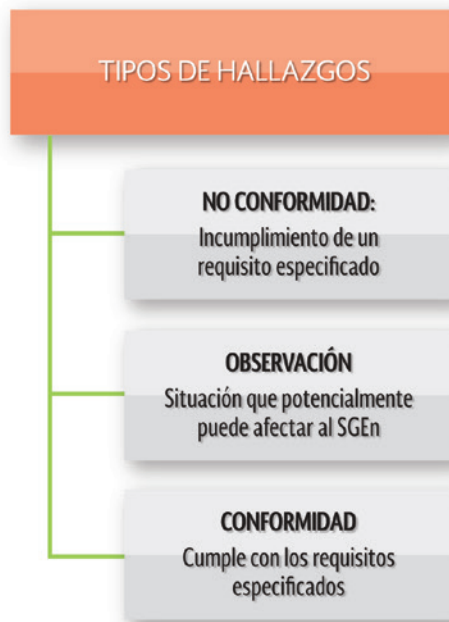 TIPOS DE HALLAZGOS
NO CONFORMIDAD:
Incumplimiento de un
requisito especificado
OBSERVACIÓN
Situación que potencialmente
puede afectar al SGEn
CONFORMIDAD
Cumple con los requisitos
especificados